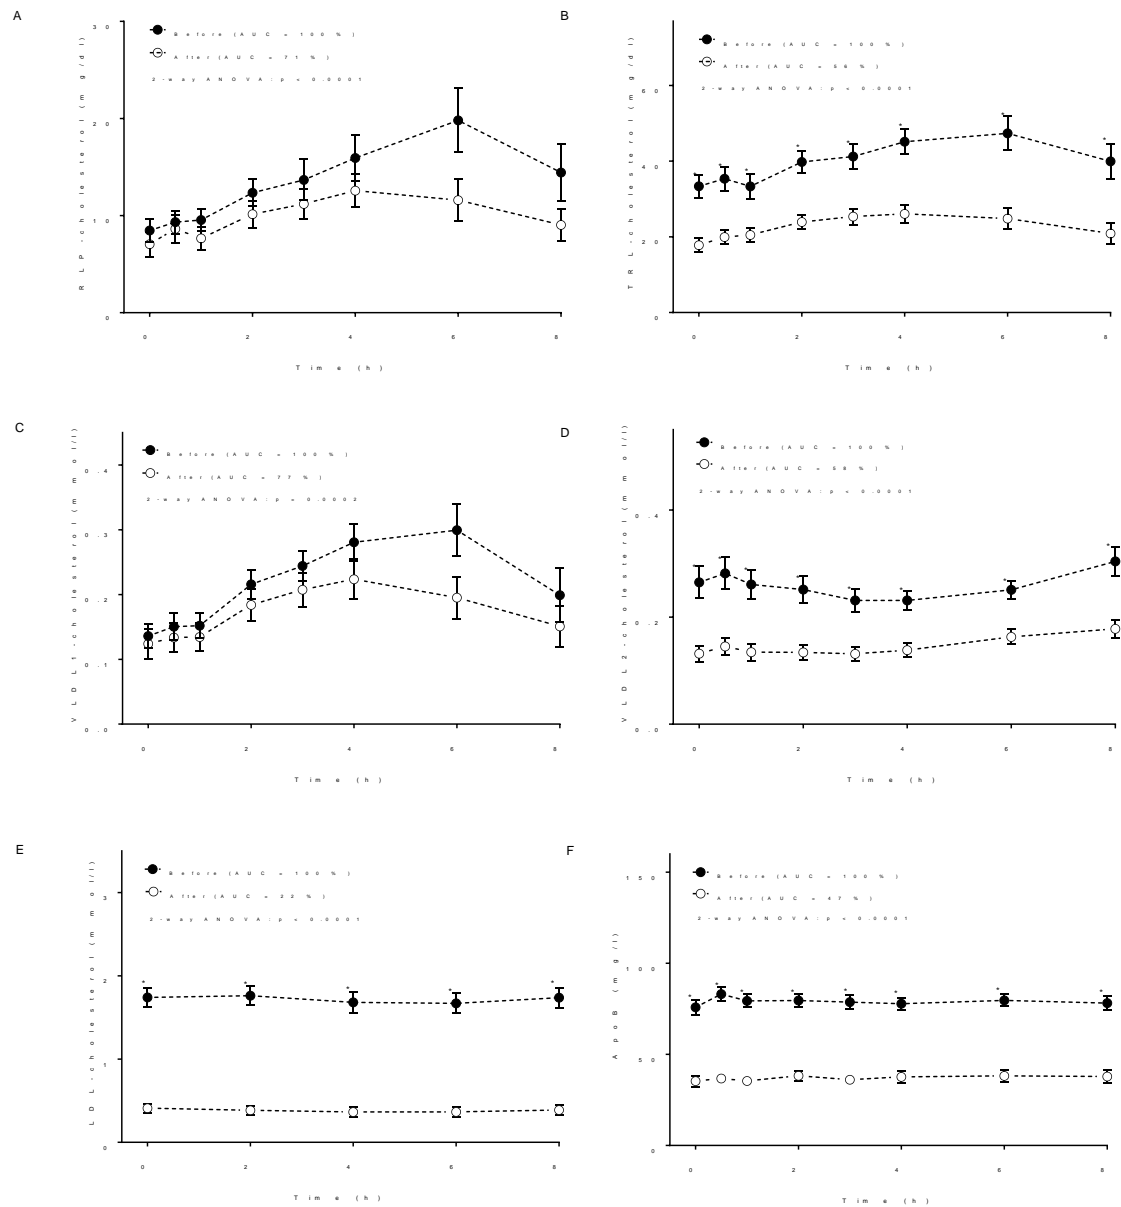 A
RLP-cholesterol (mg/dl)
30
20
10
0
Before (AUC = 100 %)
After (AUC = 71 %)
2-way ANOVA: p < 0.0001
0 2 4 6 8
Time (h)
B
TRL-cholesterol (mg/dl)
60
40
20
0
Before (AUC = 100 %)
After (AUC = 56 %)
2-way ANOVA: p < 0.0001
* * * * * * * *
0 2 4 6 8
Time (h)
C
VLDL1-cholesterol (mmol/l)
0.4
0.3
0.2
0.1
0.0
Before (AUC = 100 %)
After (AUC = 77 %)
2-way ANOVA: p = 0.0002
0 2 4 6 8
Time (h)
D
VLDL2-cholesterol (mmol/l)
0.4
0.2
0.0
Before (AUC = 100 %)
After (AUC = 58 %)
2-way ANOVA: p < 0.0001
* * * * * * * *
0 2 4 6 8
Time (h)
E
LDL-cholesterol (mmol/l)
3
2
1
0
Before (AUC = 100 %)
After (AUC = 22 %)
2-way ANOVA: p < 0.0001
* * * * *
0 2 4 6 8
Time (h)
F
ApoB (mg/l)
150
100
50
0
Before (AUC = 100 %)
After (AUC = 47 %)
2-way ANOVA: p < 0.0001
* * * * * * * *
0 2 4 6 8
Time (h)